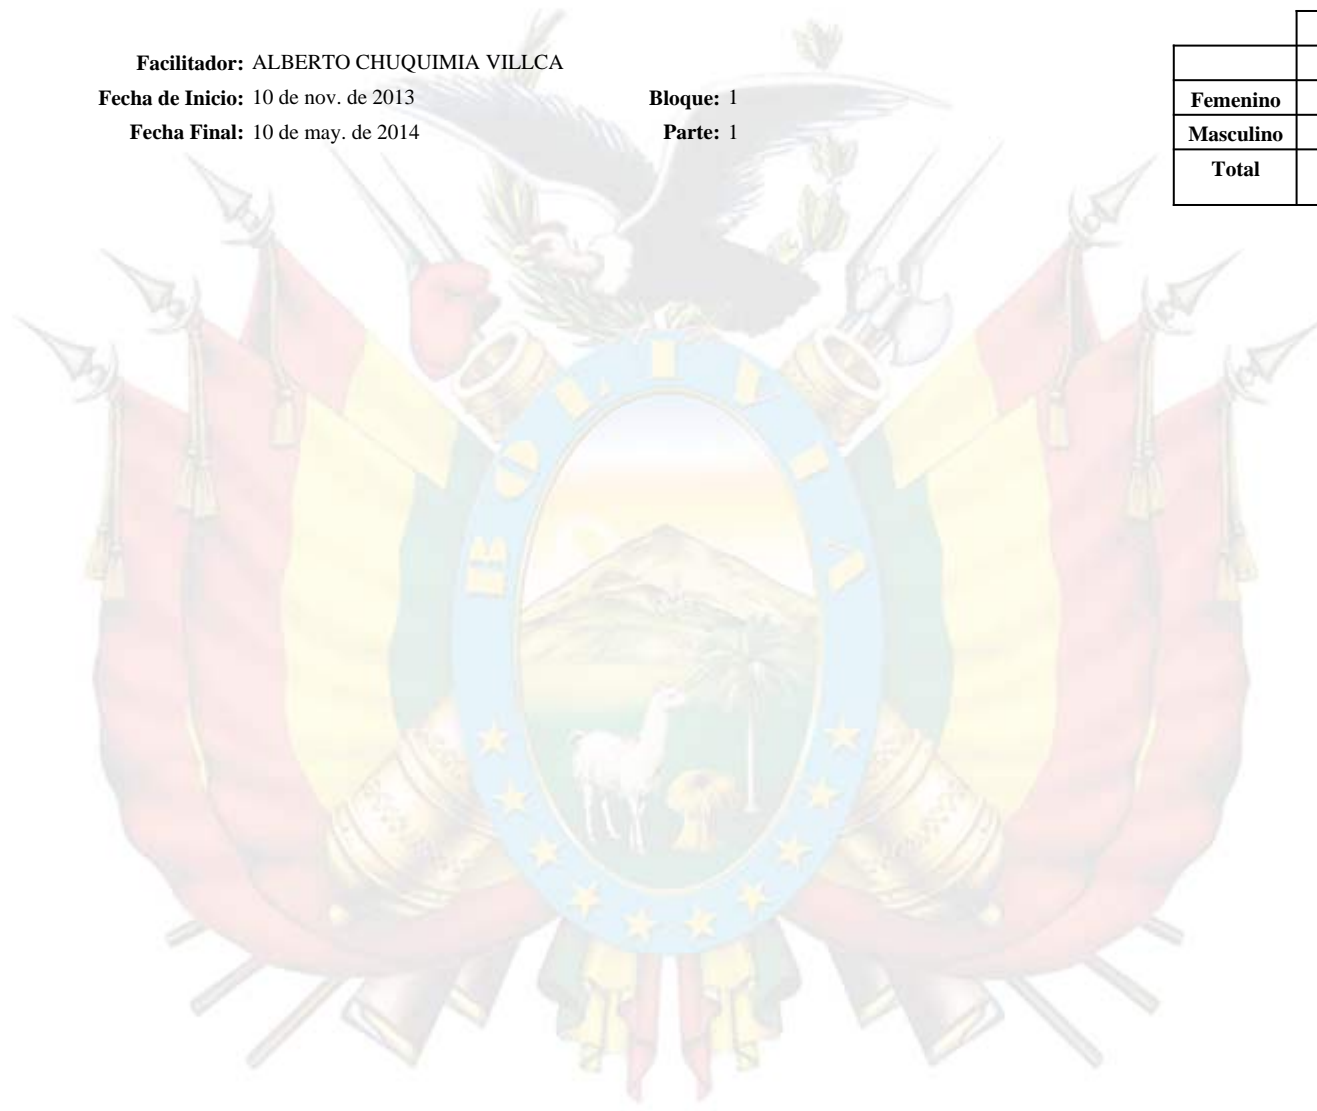 Facilitador: ALBERTO CHUQUIMIA VILLCA
Fecha de Inicio: 10 de nov. de 2013 Bloque: 1
Fecha Final: 10 de may. de 2014 Parte: 1
Femenino
Masculino
Total
BOLIVIA